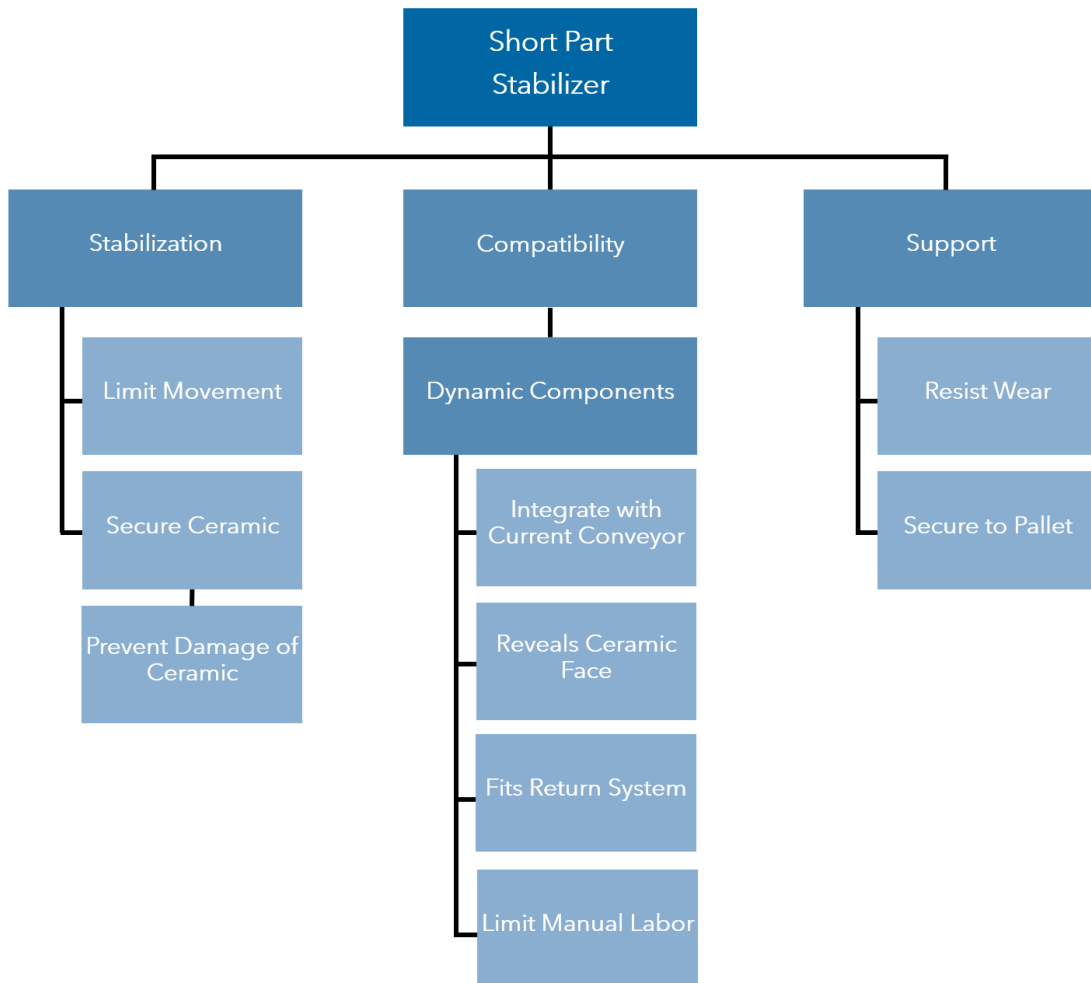 Short Part
Stabilizer
Stabilization
Compatibility
Support
Limit Movement
Dynamic Components
Resist Wear
Secure Ceramic
Integrate with
Current Conveyor
Secure to Pallet
Prevent Damage of
Ceramic
Reveals Ceramic
Face
Fits Return System
Limit Manual Labor